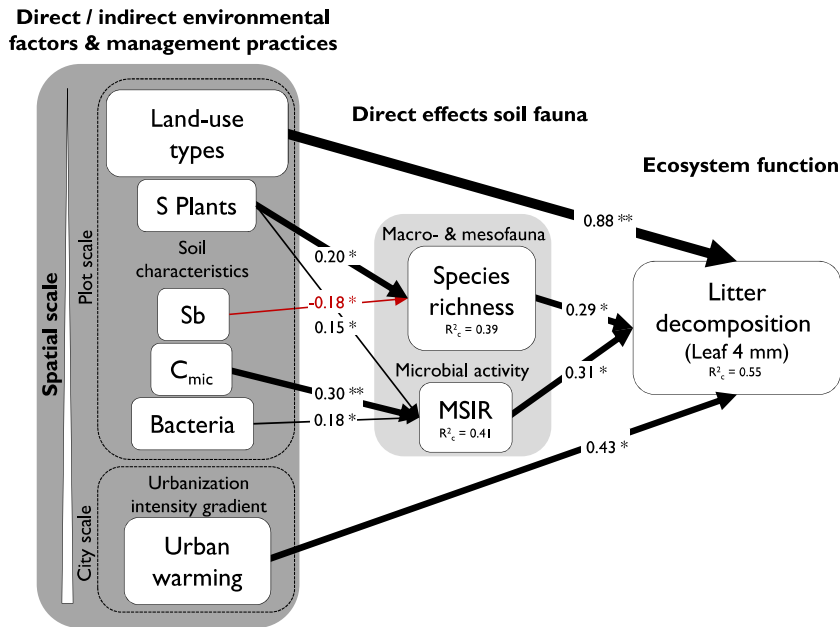 Direct / indirect environmental
factors & management practices
Direct effects soil fauna
Ecosystem function
Spatial scale
Plot scale
Land-use
types
S Plants
Soil
characteristics
Sb
Cmic
Bacteria
City scale
Urbanization
intensity gradient
Urban
warming
Macro- & mesofauna
Species
richness
R²c = 0.39
Microbial activity
MSIR
R²c = 0.41
0.88 **
0.20 *
-0.18 *
0.15 *
0.30 **
0.18 *
0.29 *
0.31 *
0.43 *
Litter
decomposition
(Leaf 4 mm)
R²c = 0.55